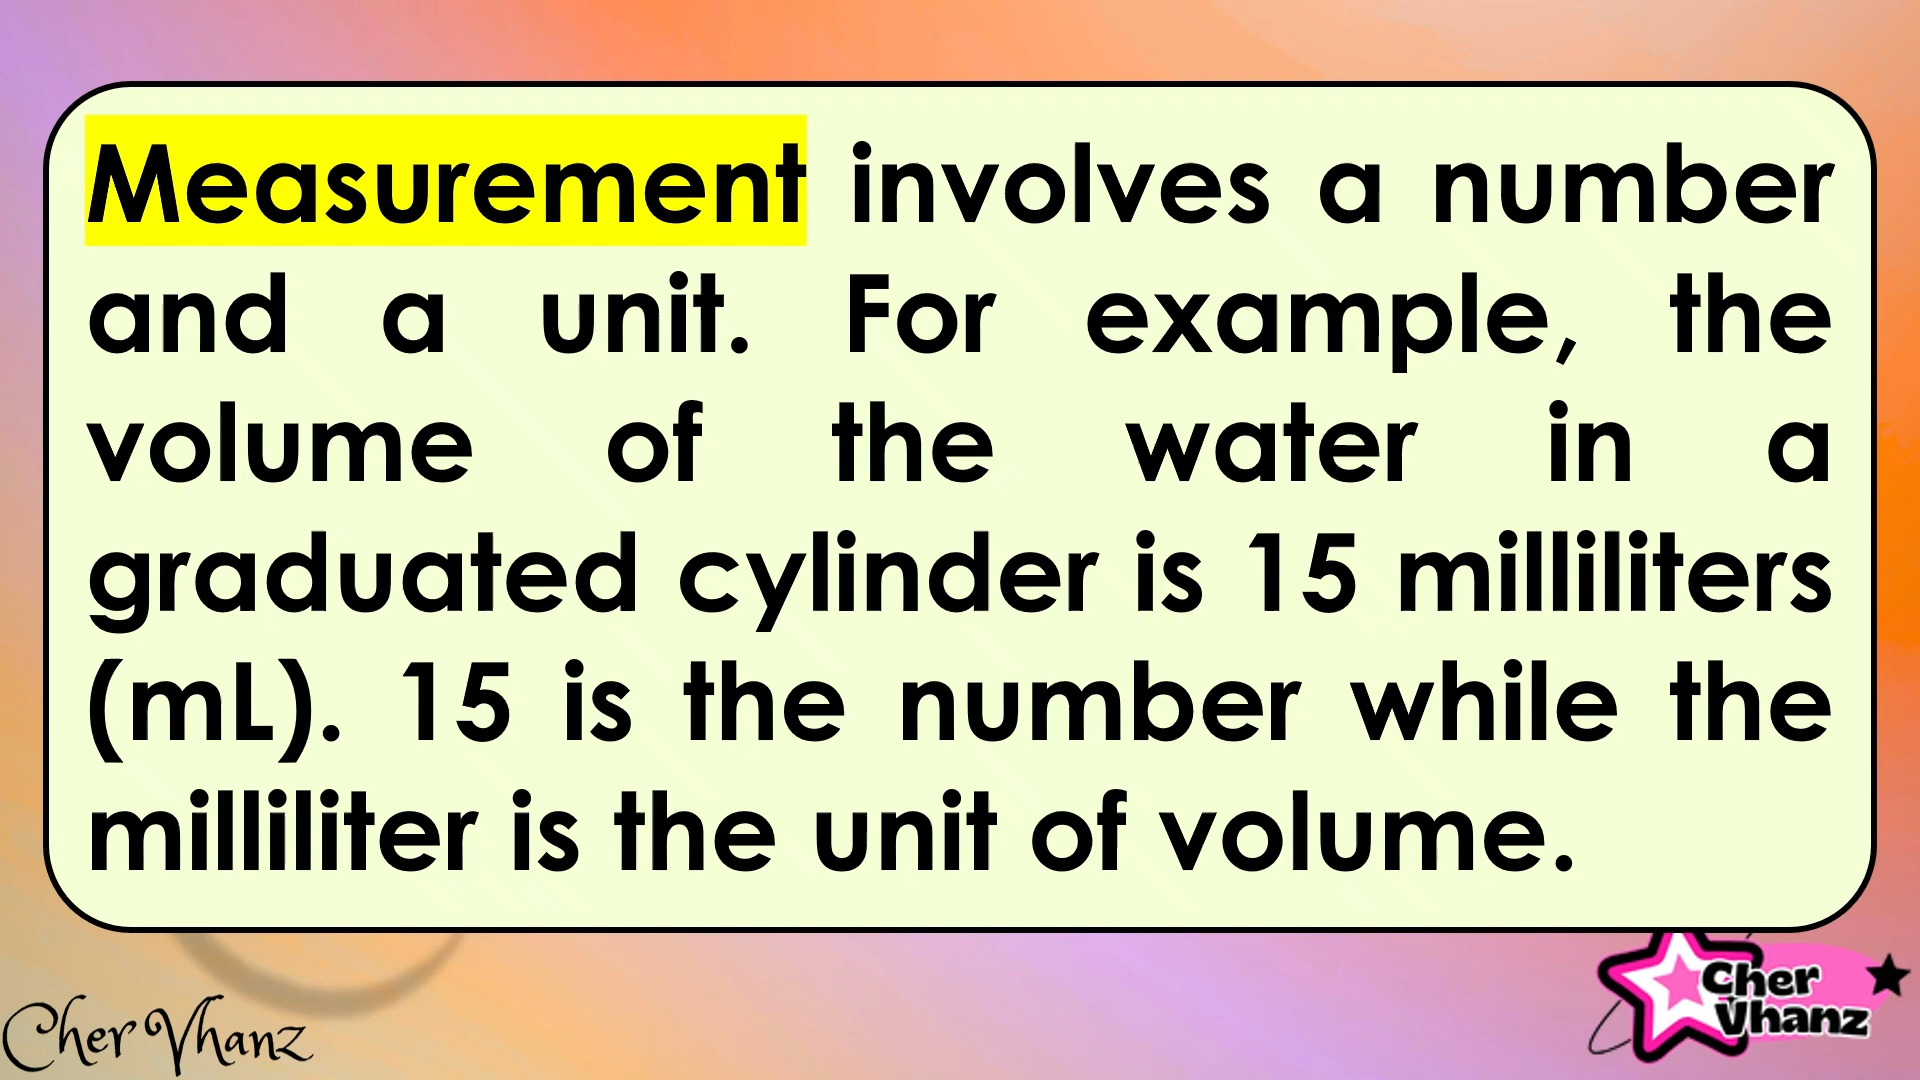 Measurement involves a number
and a unit. For example, the
volume of the water in a
graduated cylinder is 15 milliliters
(mL). 15 is the number while the
milliliter is the unit of volume.
Cher Vhanz
Cher
Vhanz